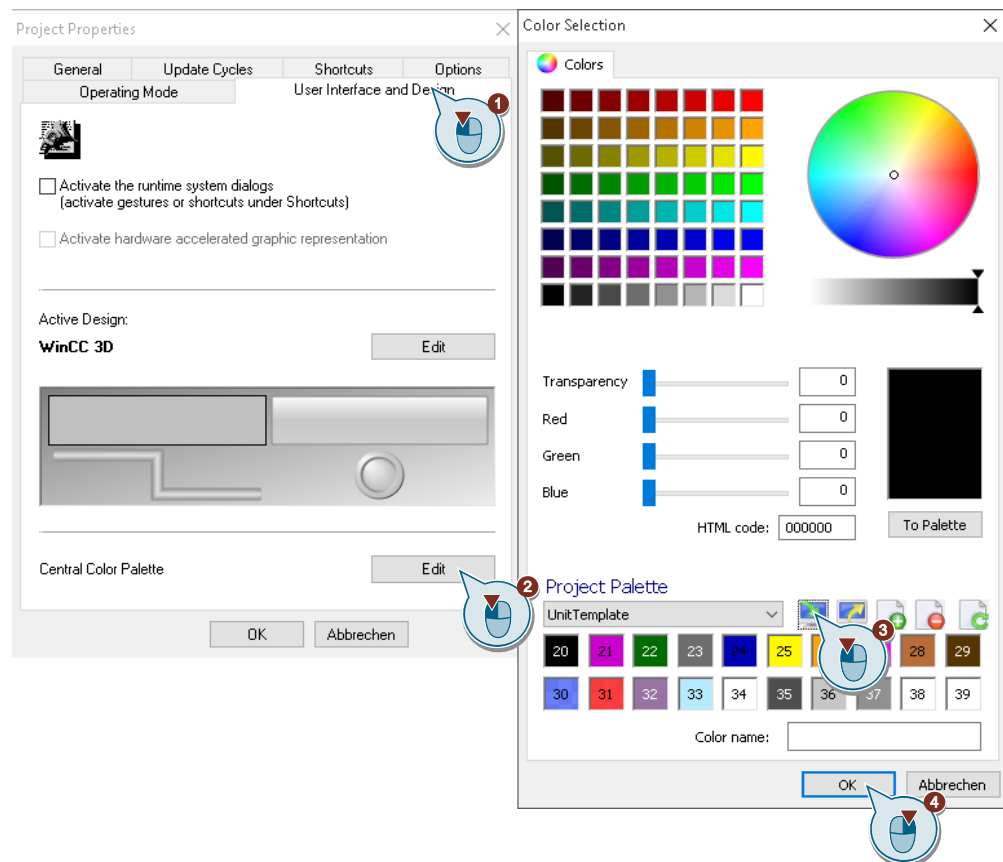 Project Properties
General
Update Cycles
Shortcuts
Options
Operating Mode
User Interface and Design
1
Activate the runtime system dialogs
(activate gestures or shortcuts under Shortcuts)
Activate hardware accelerated graphic representation
Active Design:
WinCC 3D
Edit
Central Color Palette
Edit
2
OK
Abbrechen
Color Selection
Colors
Transparency
0
Red
0
Green
0
Blue
0
HTML code:
000000
To Palette
Project Palette
UnitTemplate
3
20 21 22 23 24 25 28 29
30 31 32 33 34 35 36 37 38 39
Color name:
OK
Abbrechen
4